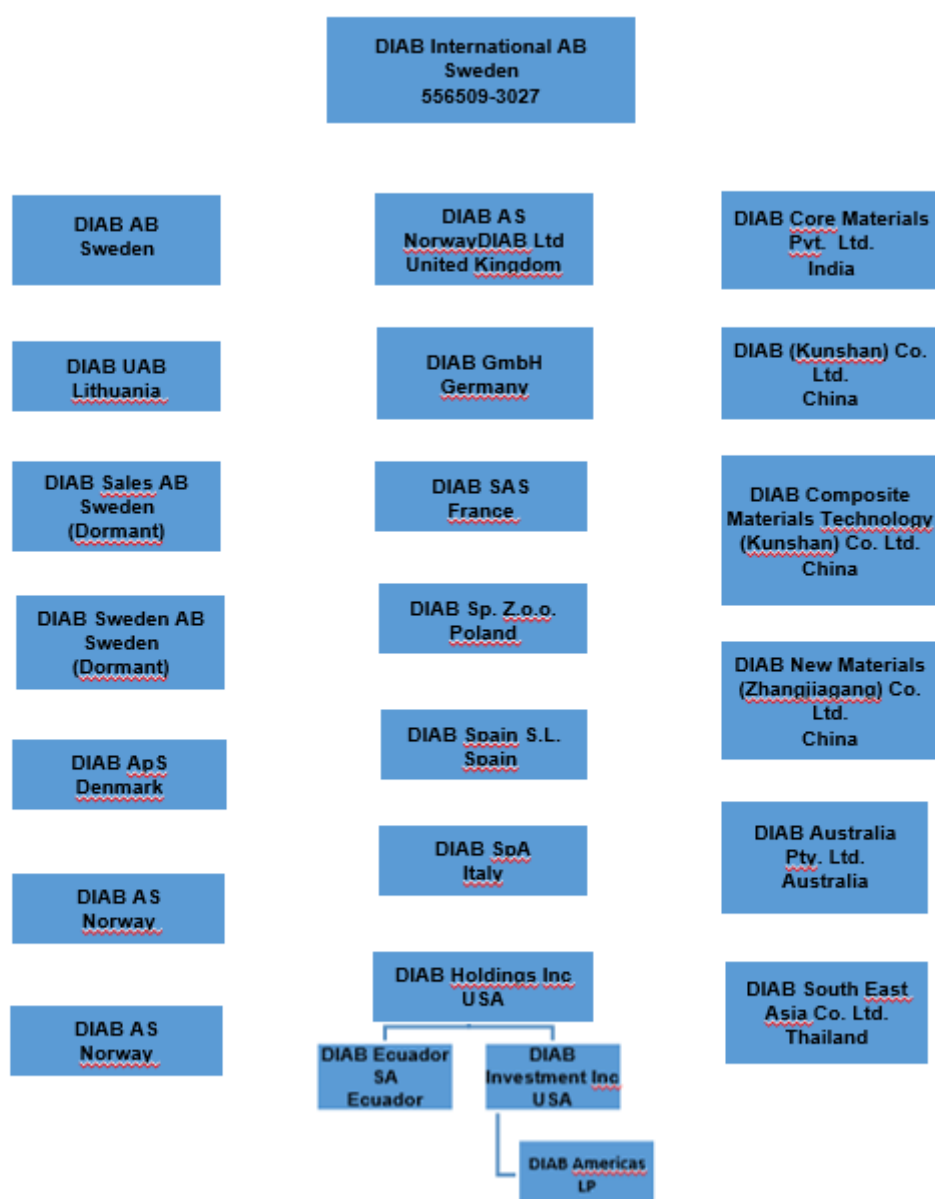 DIAB International AB
Sweden
556509-3027
DIAB AB
Sweden
DIAB UAB
Lithuania
DIAB Sales AB
Sweden
(Dormant)
DIAB Sweden AB
Sweden
(Dormant)
DIAB ApS
Denmark
DIAB AS
Norway
DIAB AS
Norway
DIAB AS
NorwayDIAB Ltd
United Kingdom
DIAB GmbH
Germany
DIAB SAS
France
DIAB Sp. Z.o.o.
Poland
DIAB Spain S.L.
Spain
DIAB SpA
Italy
DIAB Holdings Inc
USA
DIAB Ecuador
SA
Ecuador
DIAB
Investment Inc
USA
DIAB Americas
LP
DIAB Core Materials
Pvt. Ltd.
India
DIAB (Kunshan) Co.
Ltd.
China
DIAB Composite
Materials Technology
(Kunshan) Co. Ltd.
China
DIAB New Materials
(Zhangjiagang) Co.
Ltd.
China
DIAB Australia
Pty. Ltd.
Australia
DIAB South East
Asia Co. Ltd.
Thailand